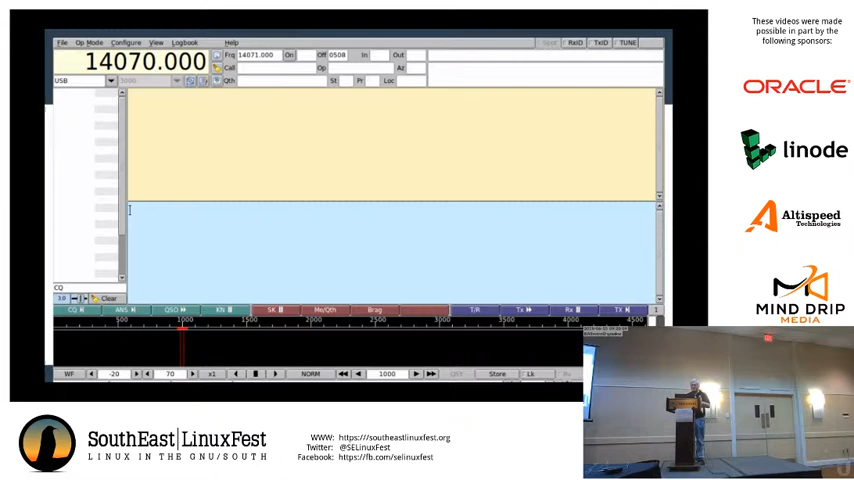 These videos were made
possible in part by the
following sponsors:
ORACLE
linode
Altispeed
Technologies
MIND DRIP
MEDIA
File Op Mode Configure View Logbook Help
Spot RxID TxID TUNE
14070.000
Frq 14071.000 On Off 0508 In Out
Call Op Az
USB 3000 Qth St Pr Loc
CQ
3.0 Clear
CQ ANS QSO KN SK Me/Qth Brag T/R Tx Rx TX 1
500 1000 1500 2000 2500 3000 3500 4000 4500
WF -20 70 x1 NORM 1000 QSY Store Lk
SouthEast|LinuxFest
LINUX IN THE GNU/SOUTH
WWW: https://southeastlinuxfest.org
Twitter: @SELinuxFest
Facebook: https://fb.com/selinuxfest